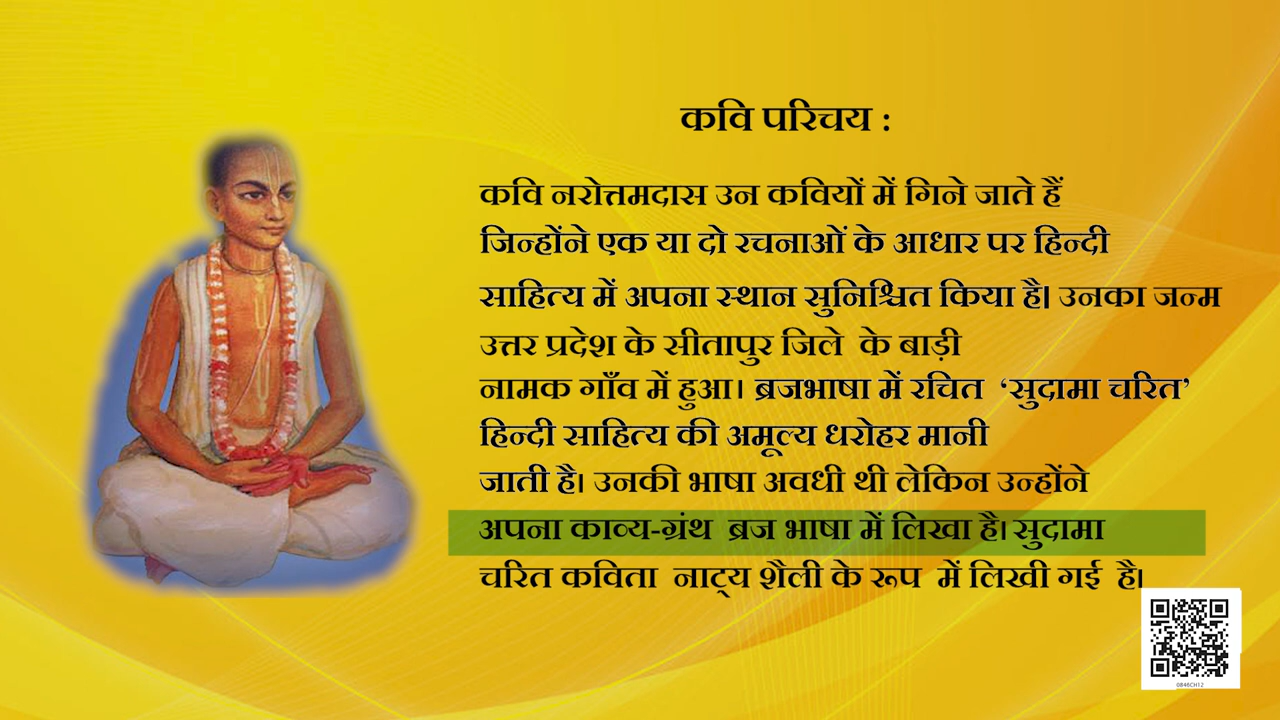 कवि परिचय :
कवि नरोत्तमदास उन कवियों में गिने जाते हैं
जिन्होंने एक या दो रचनाओं के आधार पर हिन्दी
साहित्य में अपना स्थान सुनिश्चित किया है। उनका जन्म
उत्तर प्रदेश के सीतापुर जिले के बाड़ी
नामक गाँव में हुआ। ब्रजभाषा में रचित ‘सुदामा चरित’
हिन्दी साहित्य की अमूल्य धरोहर मानी
जाती है। उनकी भाषा अवधी थी लेकिन उन्होंने
अपना काव्य-ग्रंथ ब्रज भाषा में लिखा है। सुदामा
चरित कविता नाट्य शैली के रूप में लिखी गई है।
0846CH12